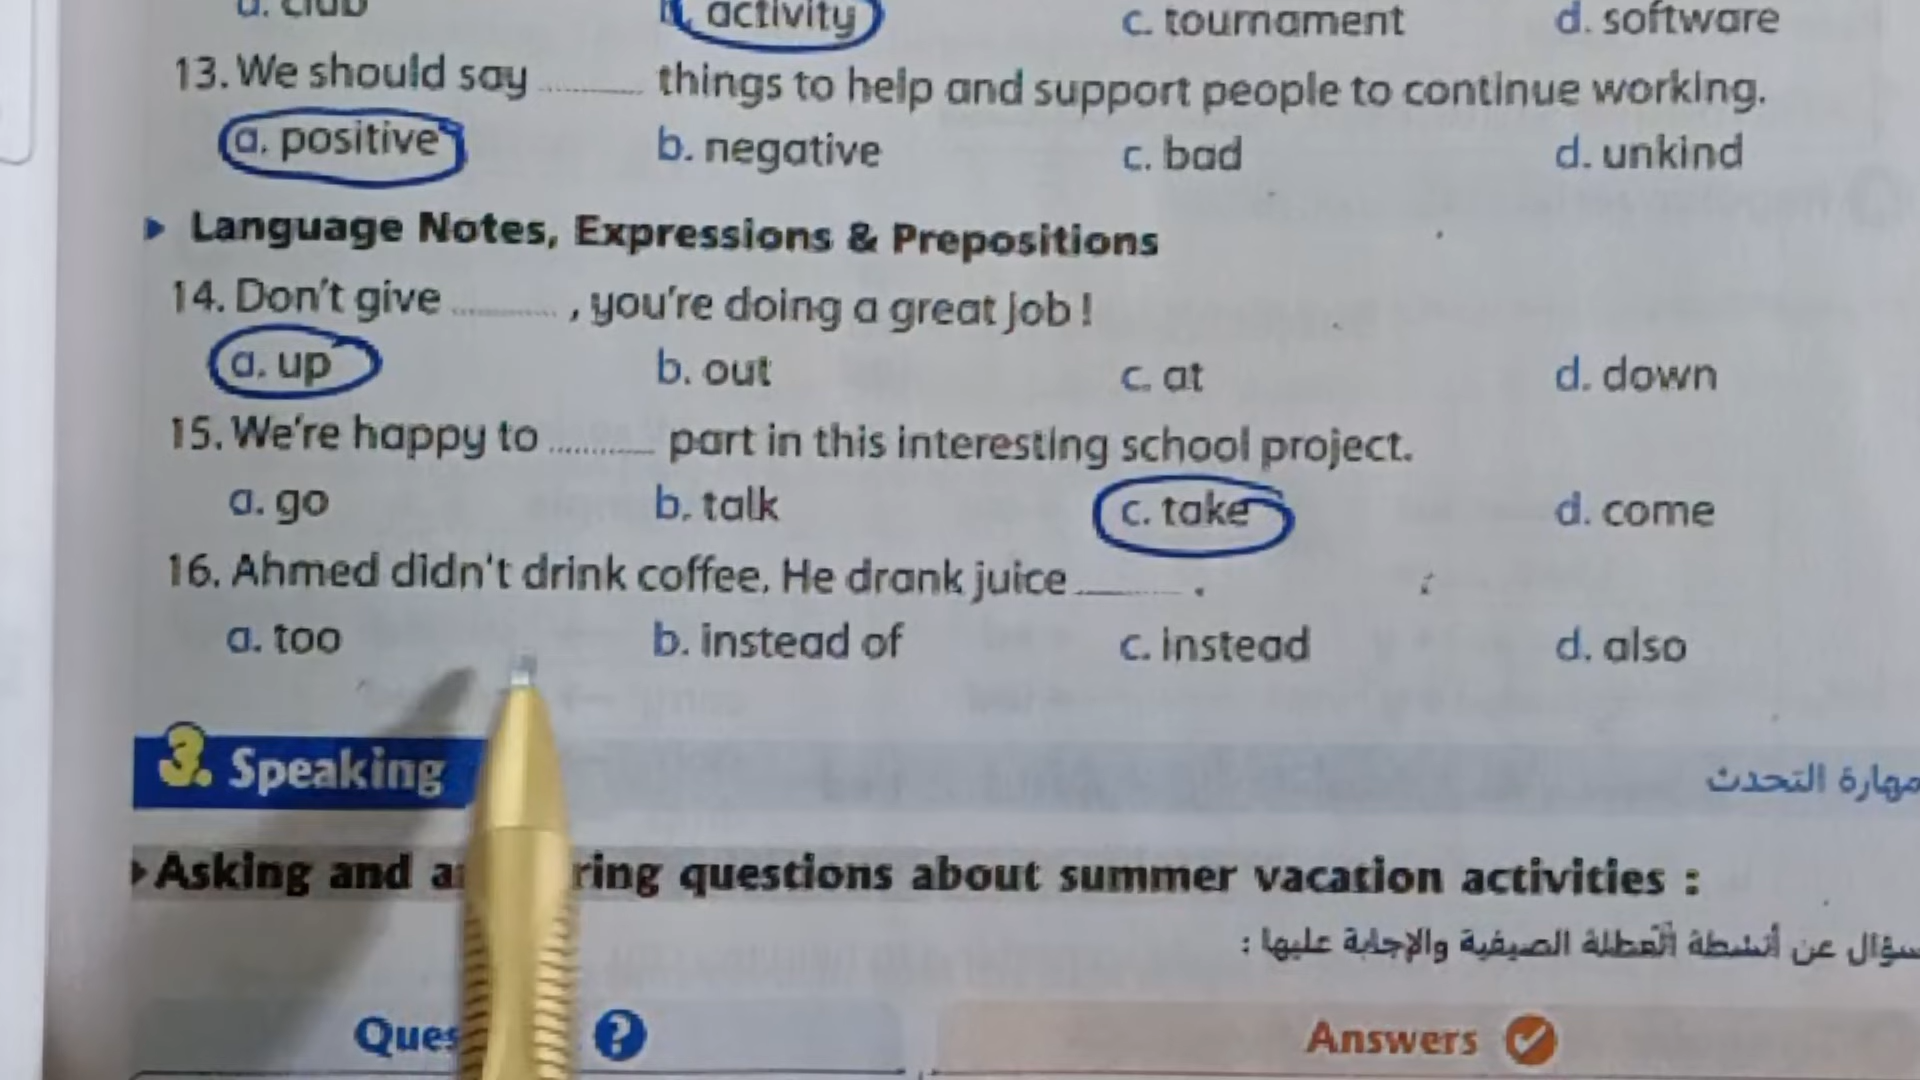 a. club activity c. tournament d. software
13. We should say .......... things to help and support people to continue working.
a. positive b. negative c. bad d. unkind
Language Notes, Expressions & Prepositions
14. Don't give .......... , you're doing a great job !
a. up b. out c. at d. down
15. We're happy to .......... part in this interesting school project.
a. go b. talk c. take d. come
16. Ahmed didn't drink coffee. He drank juice .......... .
a. too b. instead of c. instead d. also
3. Speaking
مهارة التحدث
Asking and a ring questions about summer vacation activities :
سؤال عن أنشطة العطلة الصيفية والإجابة عليها :
Ques ?
Answers